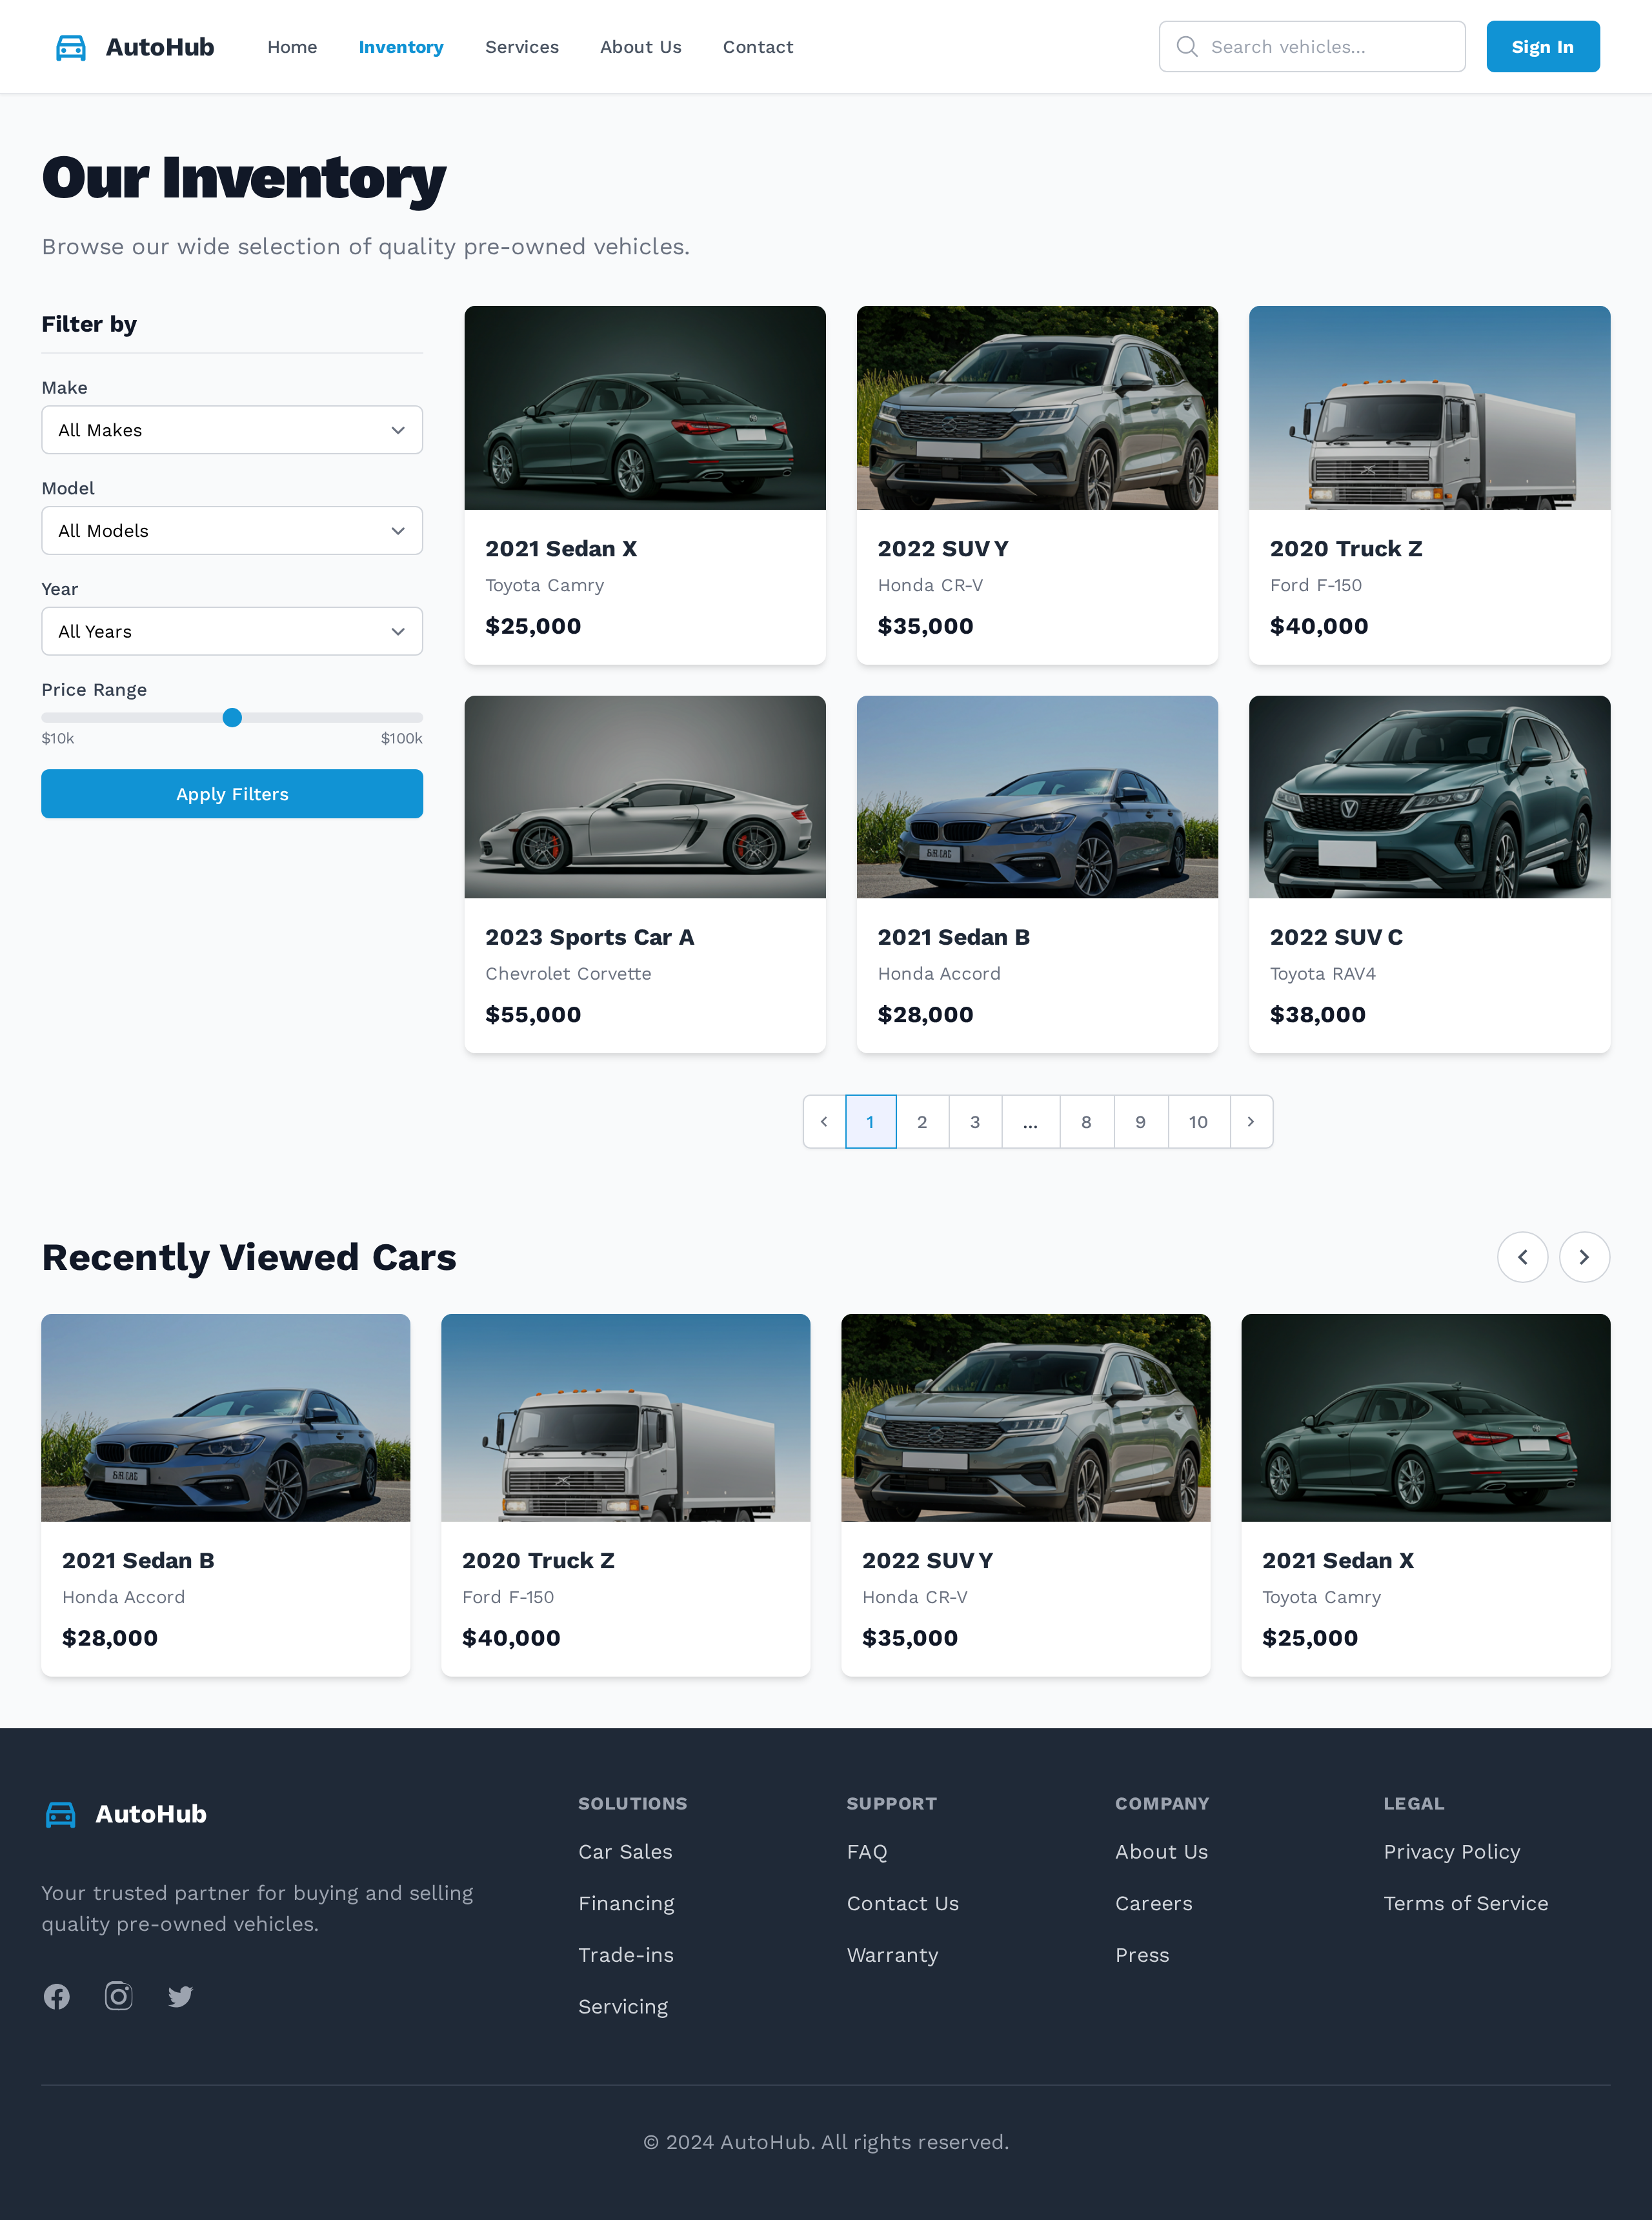 AutoHub
Home
Inventory
Services
About Us
Contact
Search vehicles...
Sign In
Our Inventory
Browse our wide selection of quality pre-owned vehicles.
Filter by
Make
All Makes
Model
All Models
Year
All Years
Price Range
$10k
$100k
Apply Filters
2021 Sedan X
Toyota Camry
$25,000
2022 SUV Y
Honda CR-V
$35,000
2020 Truck Z
Ford F-150
$40,000
2023 Sports Car A
Chevrolet Corvette
$55,000
2021 Sedan B
Honda Accord
$28,000
2022 SUV C
Toyota RAV4
$38,000
1
2
3
...
8
9
10
Recently Viewed Cars
2021 Sedan B
Honda Accord
$28,000
2020 Truck Z
Ford F-150
$40,000
2022 SUV Y
Honda CR-V
$35,000
2021 Sedan X
Toyota Camry
$25,000
AutoHub
Your trusted partner for buying and selling
quality pre-owned vehicles.
SOLUTIONS
Car Sales
Financing
Trade-ins
Servicing
SUPPORT
FAQ
Contact Us
Warranty
COMPANY
About Us
Careers
Press
LEGAL
Privacy Policy
Terms of Service
© 2024 AutoHub. All rights reserved.